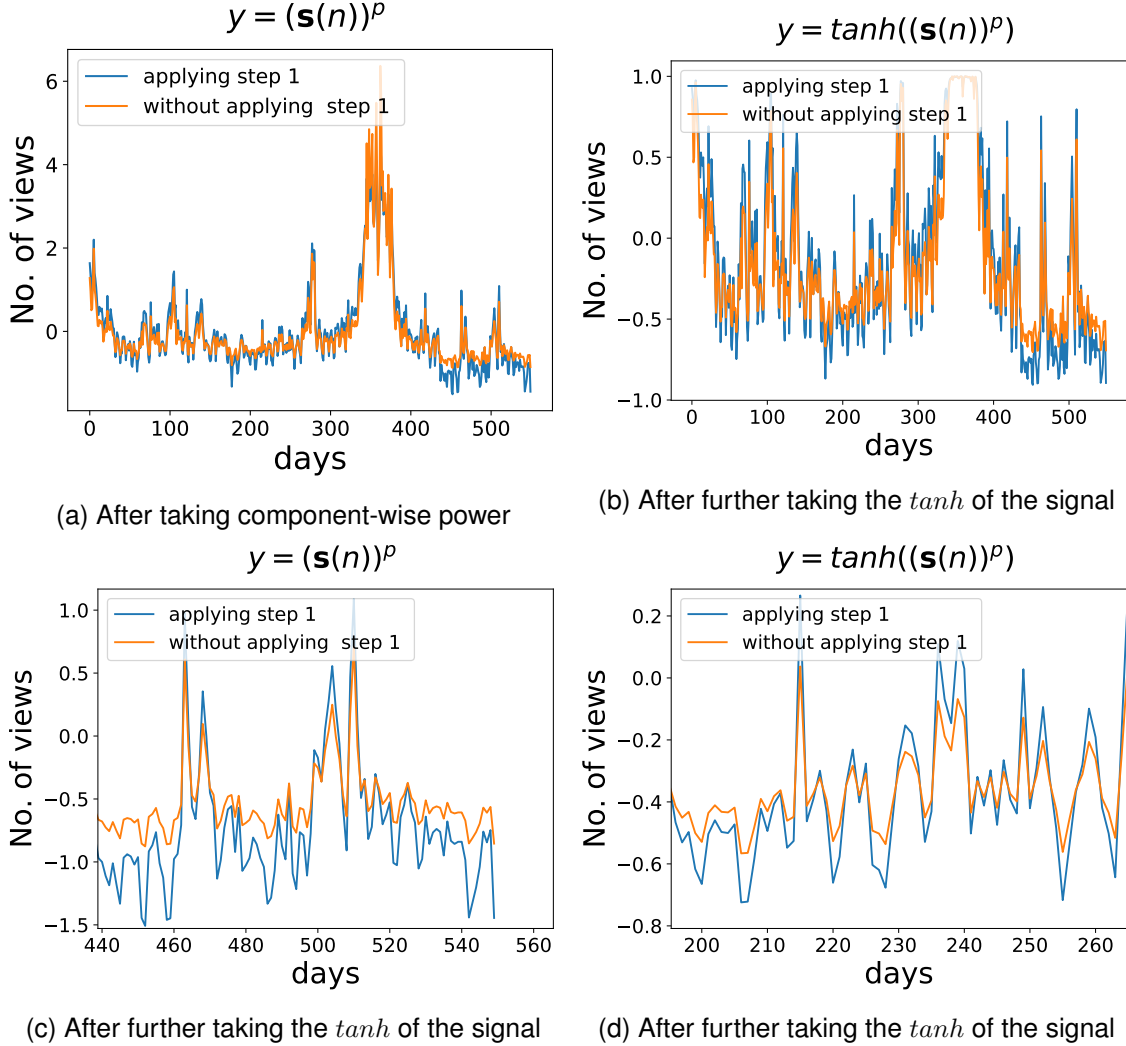 y = (s(n))^p
applying step 1
without applying step 1
No. of views
6
4
2
0
0 100 200 300 400 500
days
(a) After taking component-wise power
y = tanh((s(n))^p)
applying step 1
without applying step 1
No. of views
1.0
0.5
0.0
−0.5
−1.0
0 100 200 300 400 500
days
(b) After further taking the tanh of the signal
y = (s(n))^p
applying step 1
without applying step 1
No. of views
1.0
0.5
0.0
−0.5
−1.0
−1.5
440 460 480 500 520 540 560
days
(c) After further taking the tanh of the signal
y = tanh((s(n))^p)
applying step 1
without applying step 1
No. of views
0.2
0.0
−0.2
−0.4
−0.6
−0.8
200 210 220 230 240 250 260
days
(d) After further taking the tanh of the signal